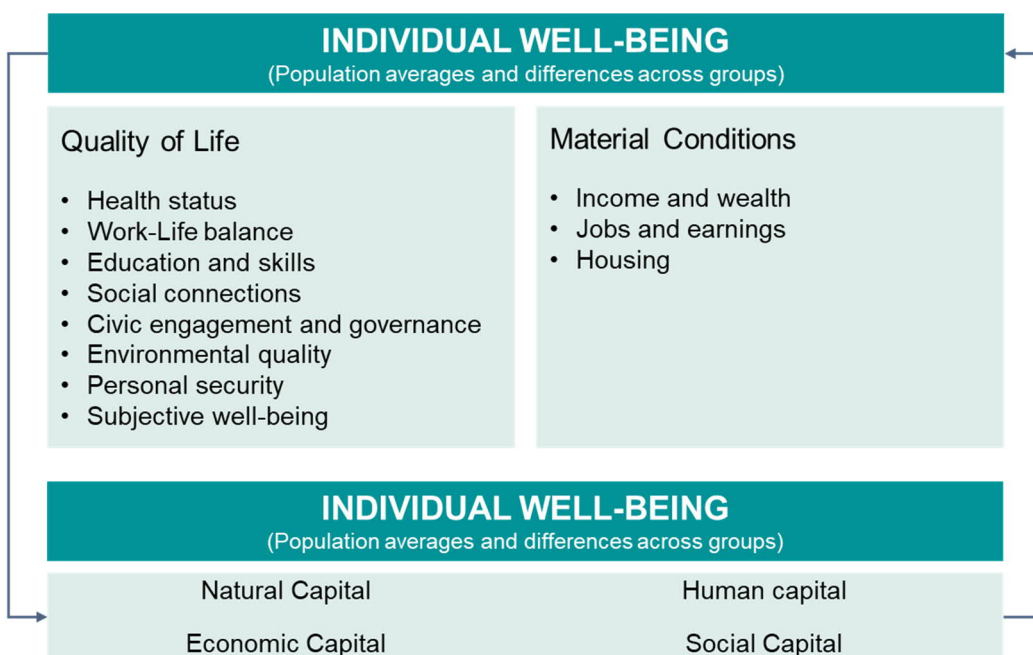 INDIVIDUAL WELL-BEING
(Population averages and differences across groups)
Quality of Life
• Health status
• Work-Life balance
• Education and skills
• Social connections
• Civic engagement and governance
• Environmental quality
• Personal security
• Subjective well-being
Material Conditions
• Income and wealth
• Jobs and earnings
• Housing
INDIVIDUAL WELL-BEING
(Population averages and differences across groups)
Natural Capital
Human capital
Economic Capital
Social Capital